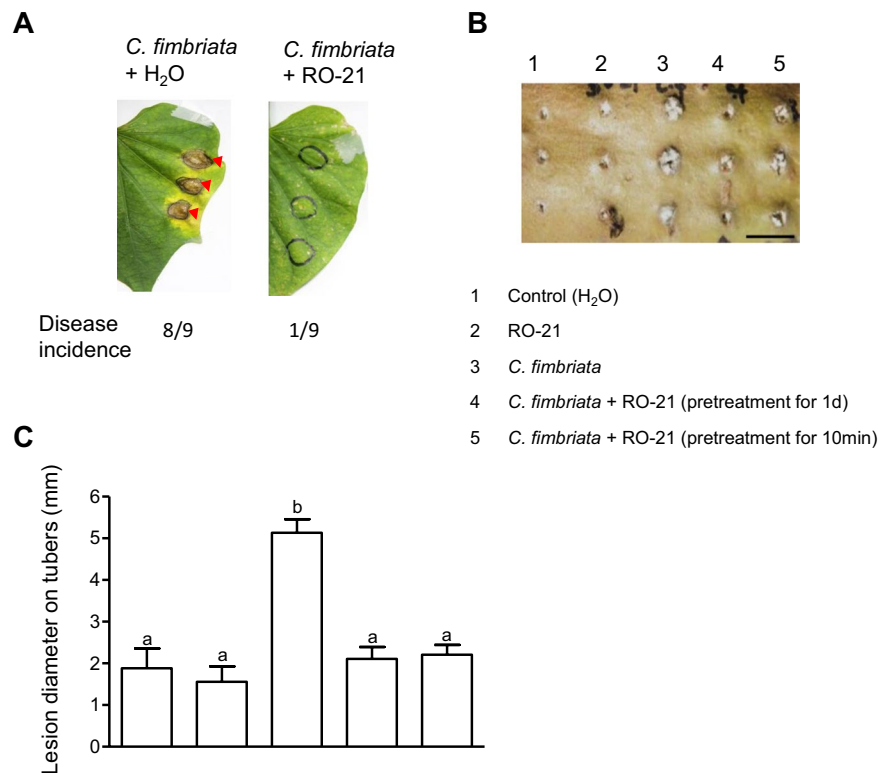 A
C. fimbriata
+ H₂O
C. fimbriata
+ RO-21
Disease
incidence
8/9
1/9
B
1 2 3 4 5
1 Control (H₂O)
2 RO-21
3 C. fimbriata
4 C. fimbriata + RO-21 (pretreatment for 1d)
5 C. fimbriata + RO-21 (pretreatment for 10min)
C
Lesion diameter on tubers (mm)
6
5
4
3
2
1
0
a
a
b
a
a